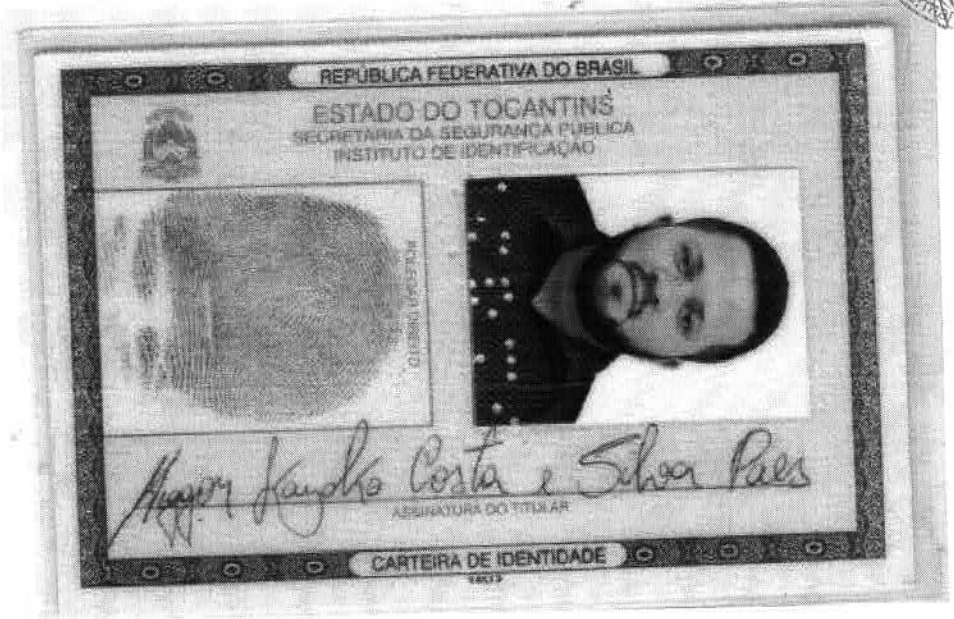 REPÚBLICA FEDERATIVA DO BRASIL
ESTADO DO TOCANTINS
SECRETARIA DA SEGURANÇA PÚBLICA
INSTITUTO DE IDENTIFICAÇÃO
POLEGAR DIREITO
Costa e Silva Paes
ASSINATURA DO TITULAR
CARTEIRA DE IDENTIDADE